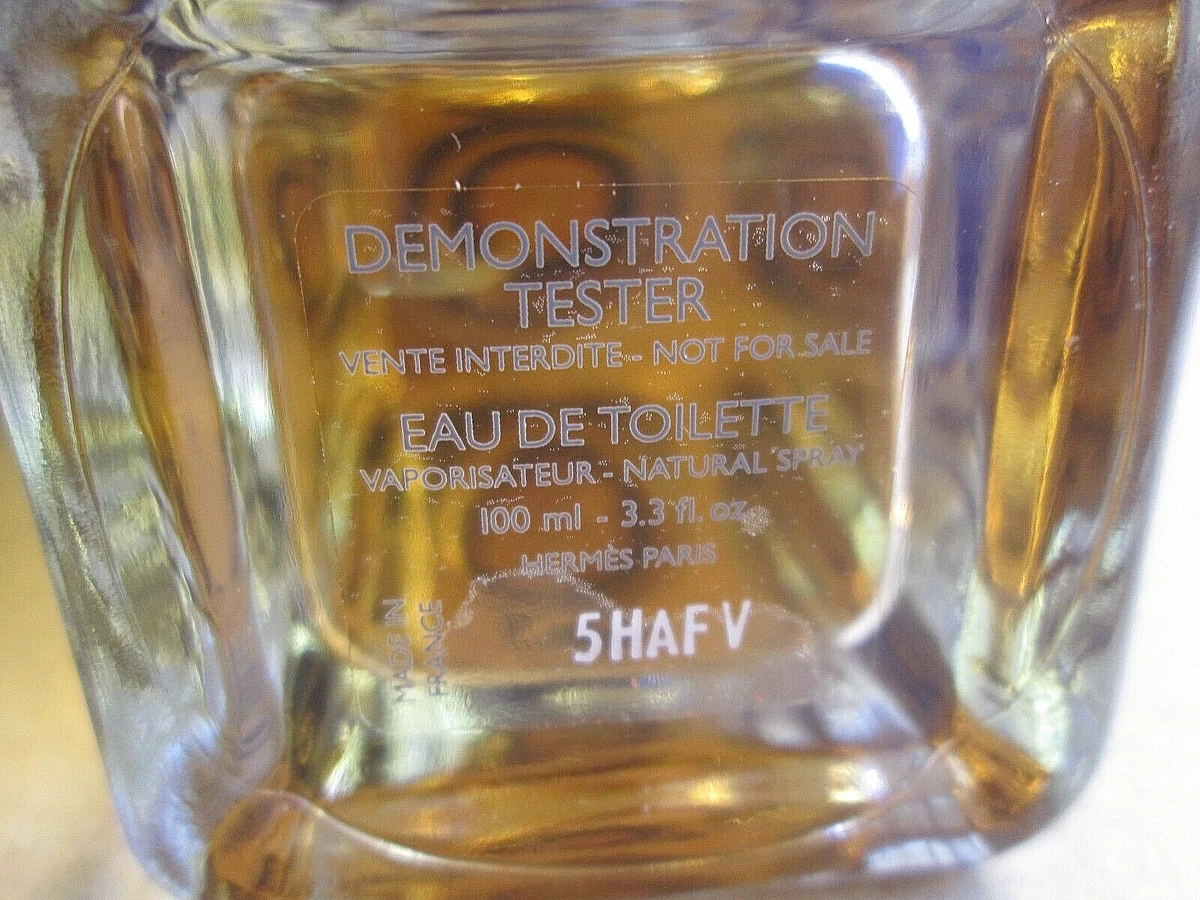 DEMONSTRATION
TESTER
VENTE INTERDITE - NOT FOR SALE
EAU DE TOILETTE
VAPORISATEUR - NATURAL SPRAY
100 ml - 3.3 fl. oz
HERMÈS PARIS
MADE IN
FRANCE
5HAFV